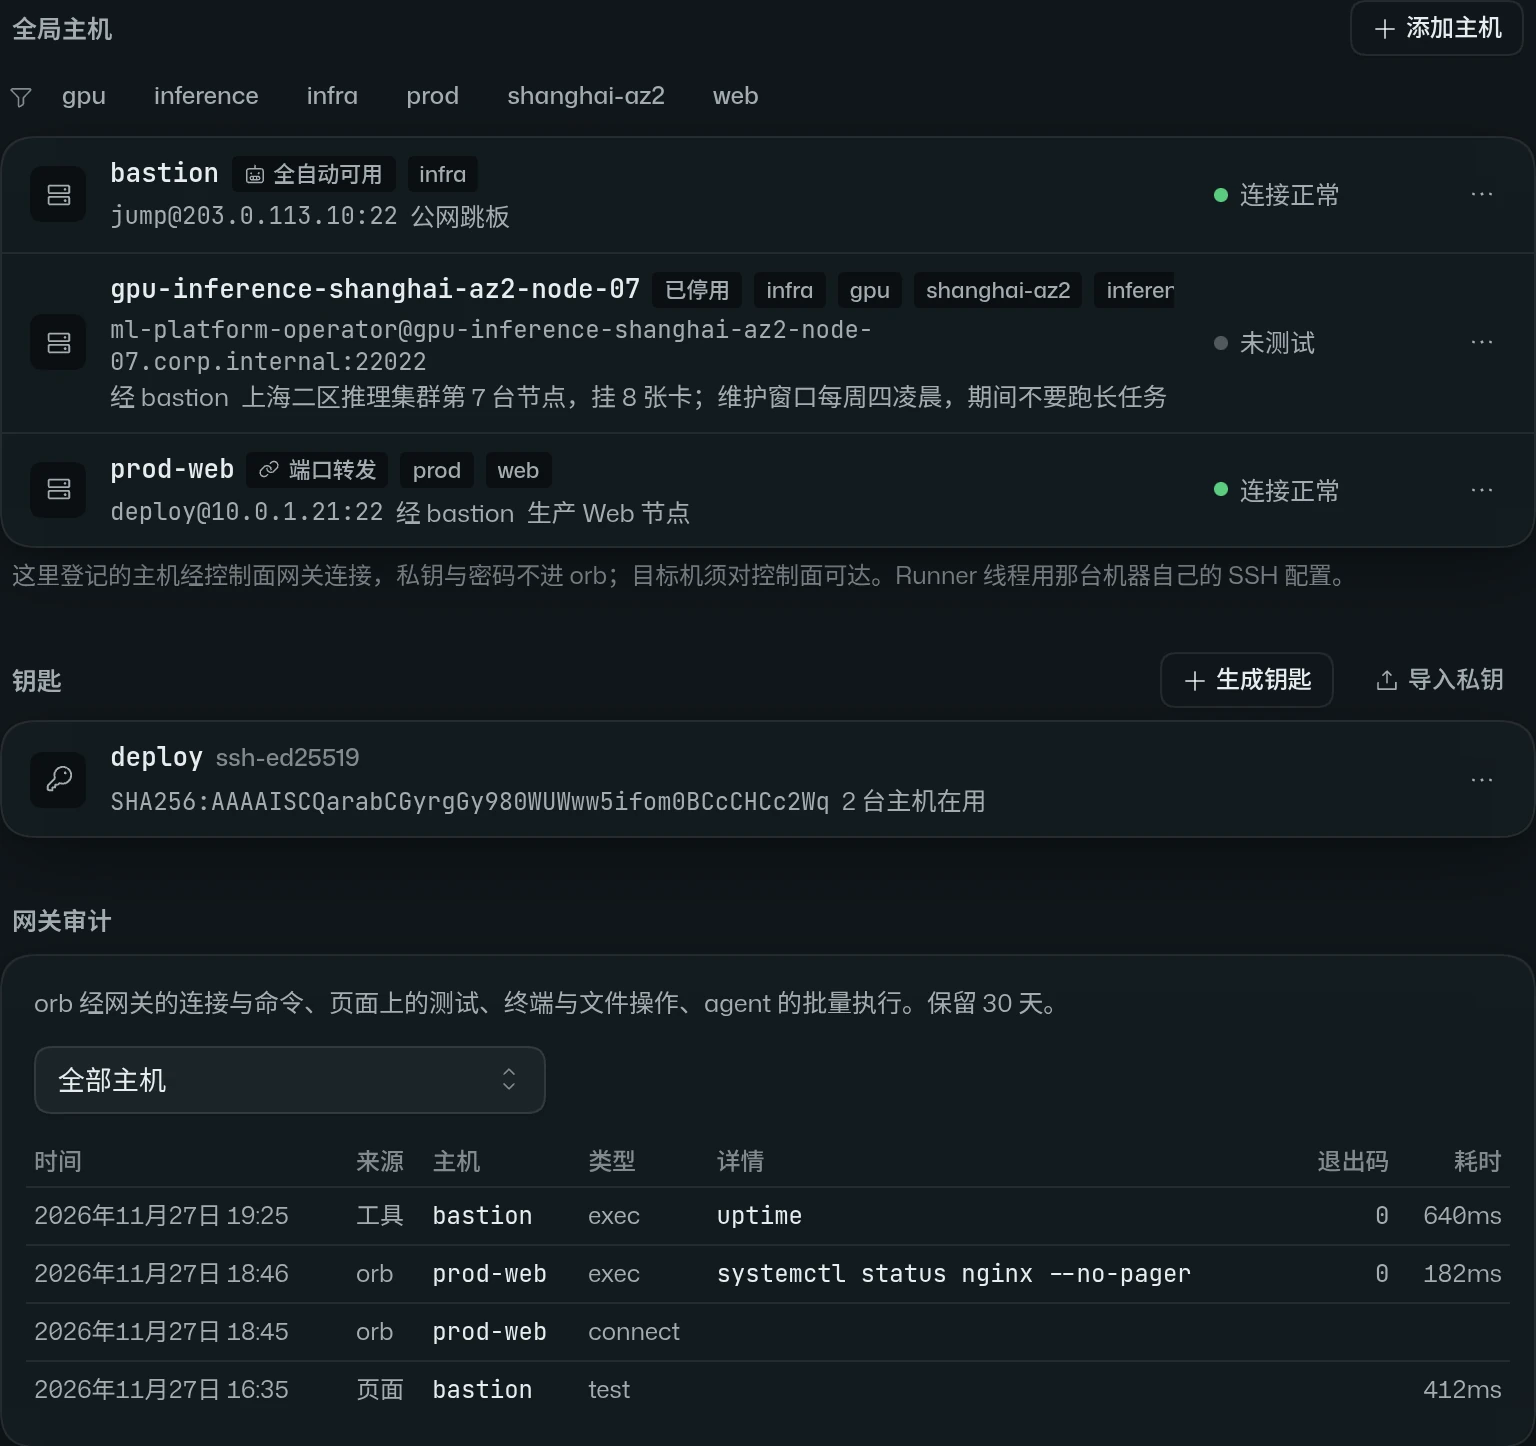 全局主机
添加主机
gpu inference infra prod shanghai-az2 web
bastion 全自动可用 infra
jump@203.0.113.10:22 公网跳板
连接正常
gpu-inference-shanghai-az2-node-07 已停用 infra gpu shanghai-az2 inferen
ml-platform-operator@gpu-inference-shanghai-az2-node-
07.corp.internal:22022
经 bastion 上海二区推理集群第 7 台节点，挂 8 张卡；维护窗口每周四凌晨，期间不要跑长任务
未测试
prod-web 端口转发 prod web
deploy@10.0.1.21:22 经 bastion 生产 Web 节点
连接正常
这里登记的主机经控制面网关连接，私钥与密码不进 orb；目标机须对控制面可达。Runner 线程用那台机器自己的 SSH 配置。
钥匙
生成钥匙
导入私钥
deploy ssh-ed25519
SHA256:AAAAISCQarabCGyrgGy980WUWww5ifom0BCcCHCc2Wq 2 台主机在用
网关审计
orb 经网关的连接与命令、页面上的测试、终端与文件操作、agent 的批量执行。保留 30 天。
全部主机
时间 来源 主机 类型 详情 退出码 耗时
2026年11月27日 19:25 工具 bastion exec uptime 0 640ms
2026年11月27日 18:46 orb prod-web exec systemctl status nginx --no-pager 0 182ms
2026年11月27日 18:45 orb prod-web connect
2026年11月27日 16:35 页面 bastion test 412ms